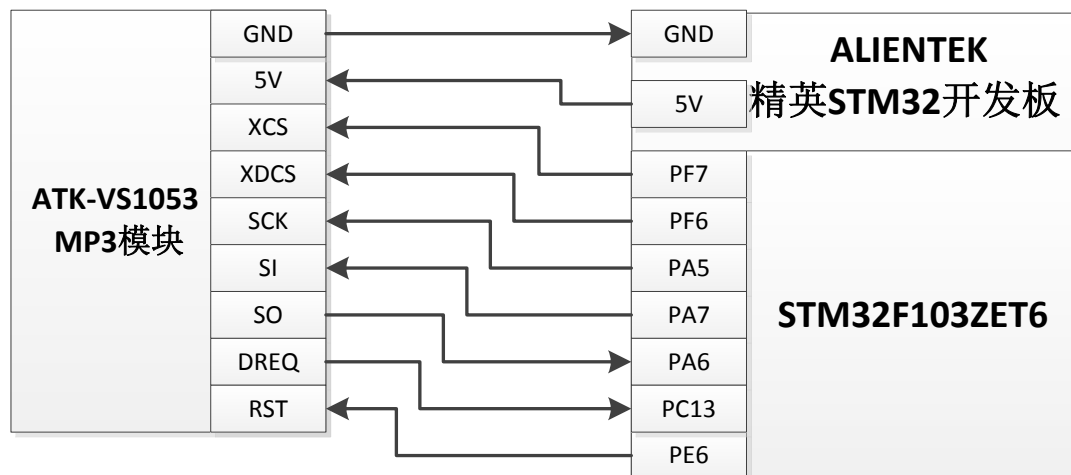 ATK-VS1053
MP3模块
GND
5V
XCS
XDCS
SCK
SI
SO
DREQ
RST
GND
5V
PF7
PF6
PA5
PA7
PA6
PC13
PE6
ALIENTEK
精英STM32开发板
STM32F103ZET6